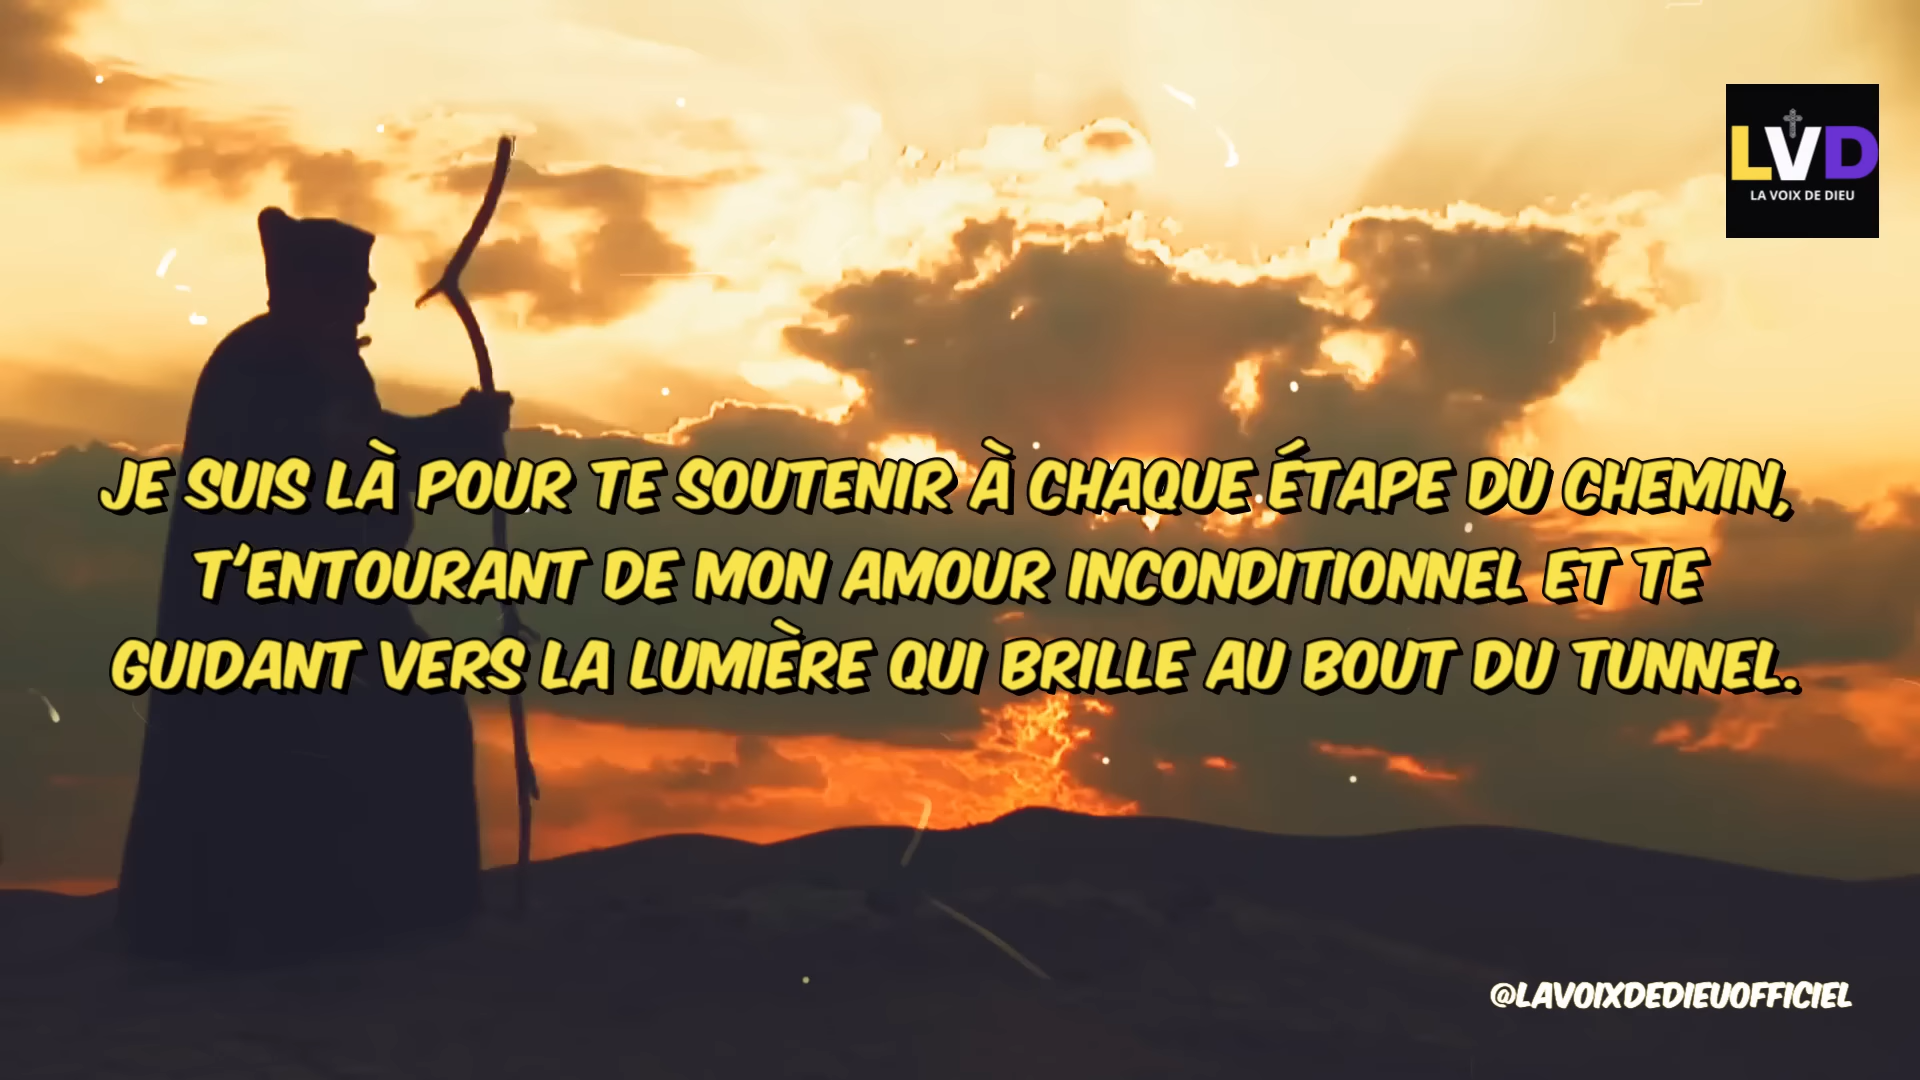 LVD
LA VOIX DE DIEU
JE SUIS LÀ POUR TE SOUTENIR À CHAQUE ÉTAPE DU CHEMIN,
T'ENTOURANT DE MON AMOUR INCONDITIONNEL ET TE
GUIDANT VERS LA LUMIÈRE QUI BRILLE AU BOUT DU TUNNEL.
@LAVOIXDEDIEUOFFICIEL